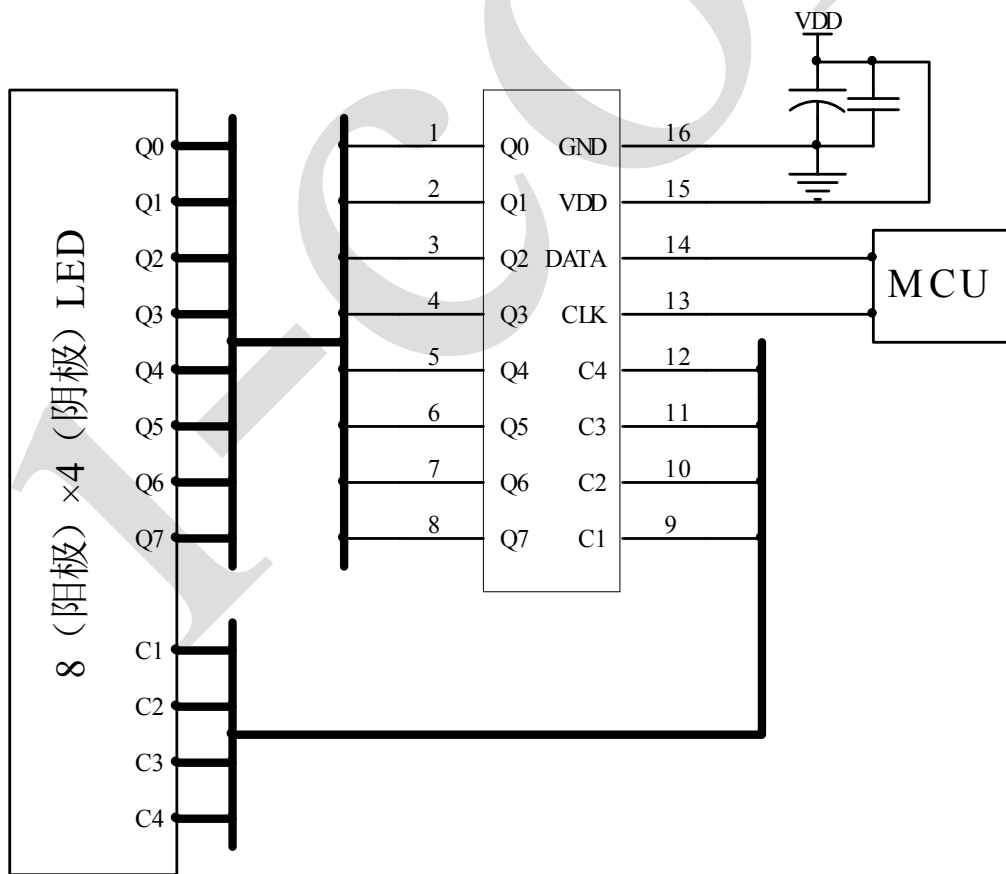 VDD
Q0 1 Q0 GND 16
Q1 2 Q1 VDD 15
Q2 3 Q2 DATA 14
Q3 4 Q3 CLK 13
MCU
Q4 5 Q4 C4 12
Q5 6 Q5 C3 11
Q6 7 Q6 C2 10
Q7 8 Q7 C1 9
8（阳极）×4（阴极）LED
C1
C2
C3
C4